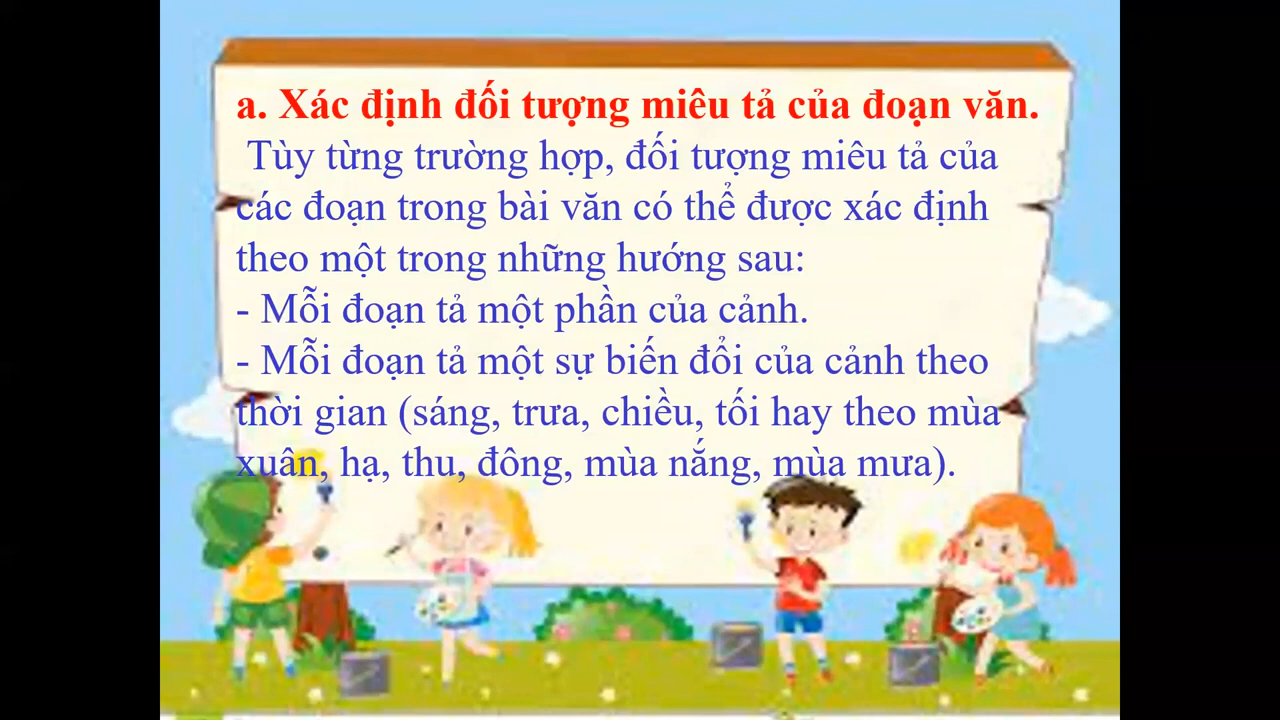 a. Xác định đối tượng miêu tả của đoạn văn.
Tùy từng trường hợp, đối tượng miêu tả của
các đoạn trong bài văn có thể được xác định
theo một trong những hướng sau:
- Mỗi đoạn tả một phần của cảnh.
- Mỗi đoạn tả một sự biến đổi của cảnh theo
thời gian (sáng, trưa, chiều, tối hay theo mùa
xuân, hạ, thu, đông, mùa nắng, mùa mưa).